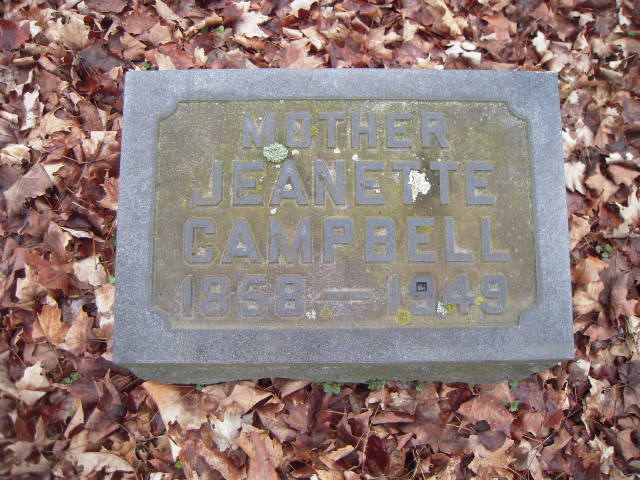 MOTHER
JEANETTE
CAMPBELL
1858 — 1949